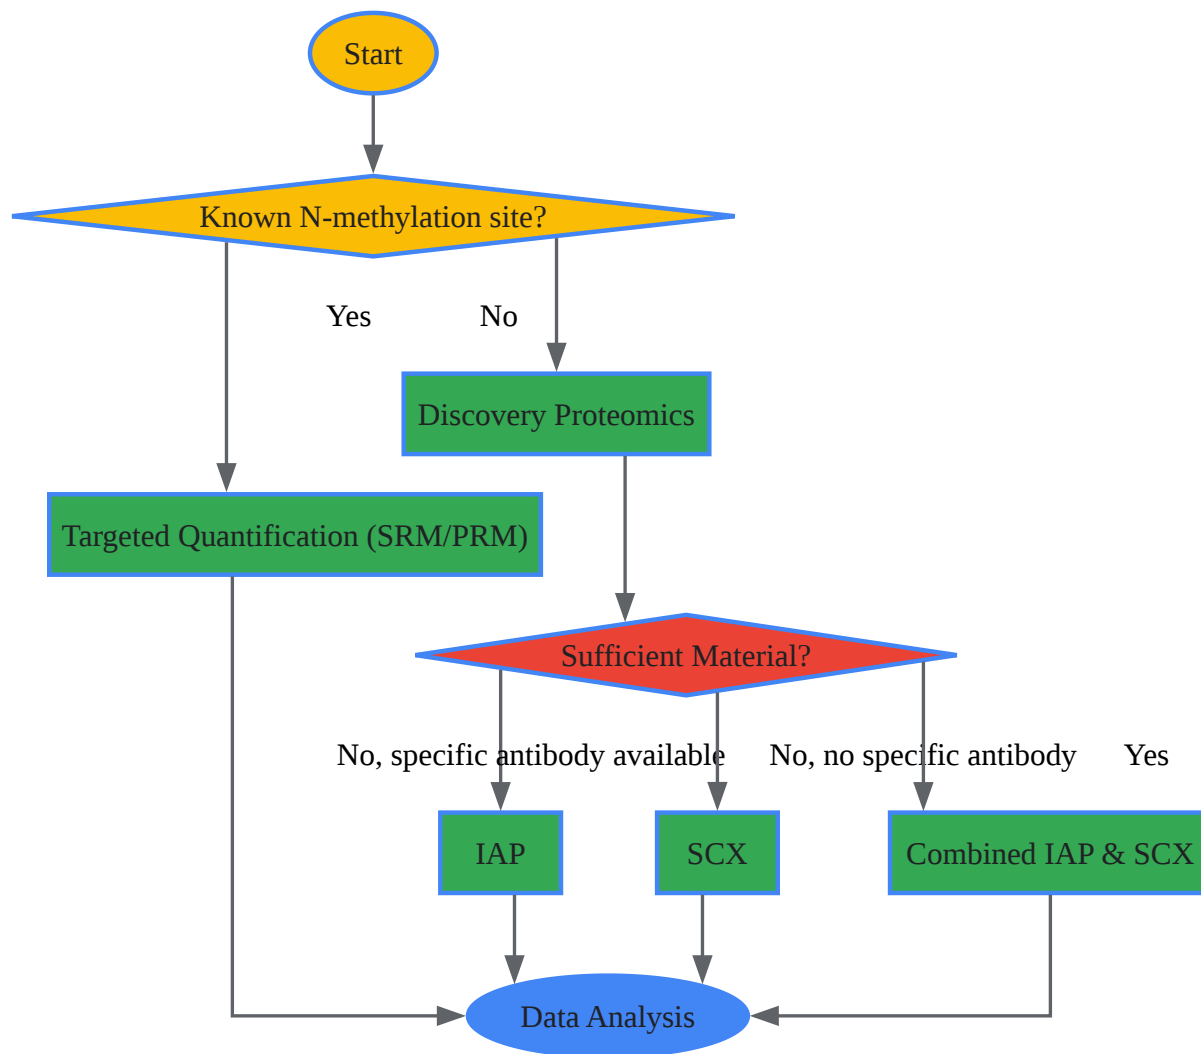 Start
Known N-methylation site?
Yes
No
Discovery Proteomics
Targeted Quantification (SRM/PRM)
Sufficient Material?
No, specific antibody available
No, no specific antibody
Yes
IAP
SCX
Combined IAP & SCX
Data Analysis